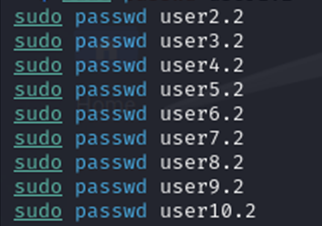 sudo passwd user2.2
sudo passwd user3.2
sudo passwd user4.2
sudo passwd user5.2
sudo passwd user6.2
sudo passwd user7.2
sudo passwd user8.2
sudo passwd user9.2
sudo passwd user10.2